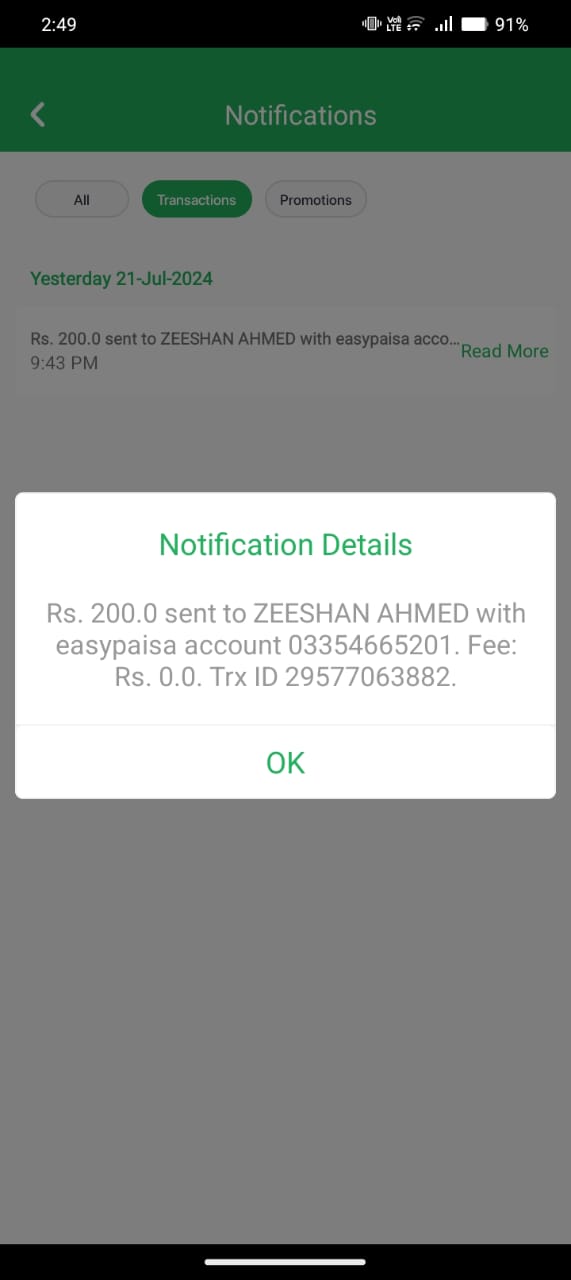 2:49
Voll
LTE
91%
Notifications
All
Transactions
Promotions
Yesterday 21-Jul-2024
Rs. 200.0 sent to ZEESHAN AHMED with easypaisa acco...
Read More
9:43 PM
Notification Details
Rs. 200.0 sent to ZEESHAN AHMED with
easypaisa account 03354665201. Fee:
Rs. 0.0. Trx ID 29577063882.
OK